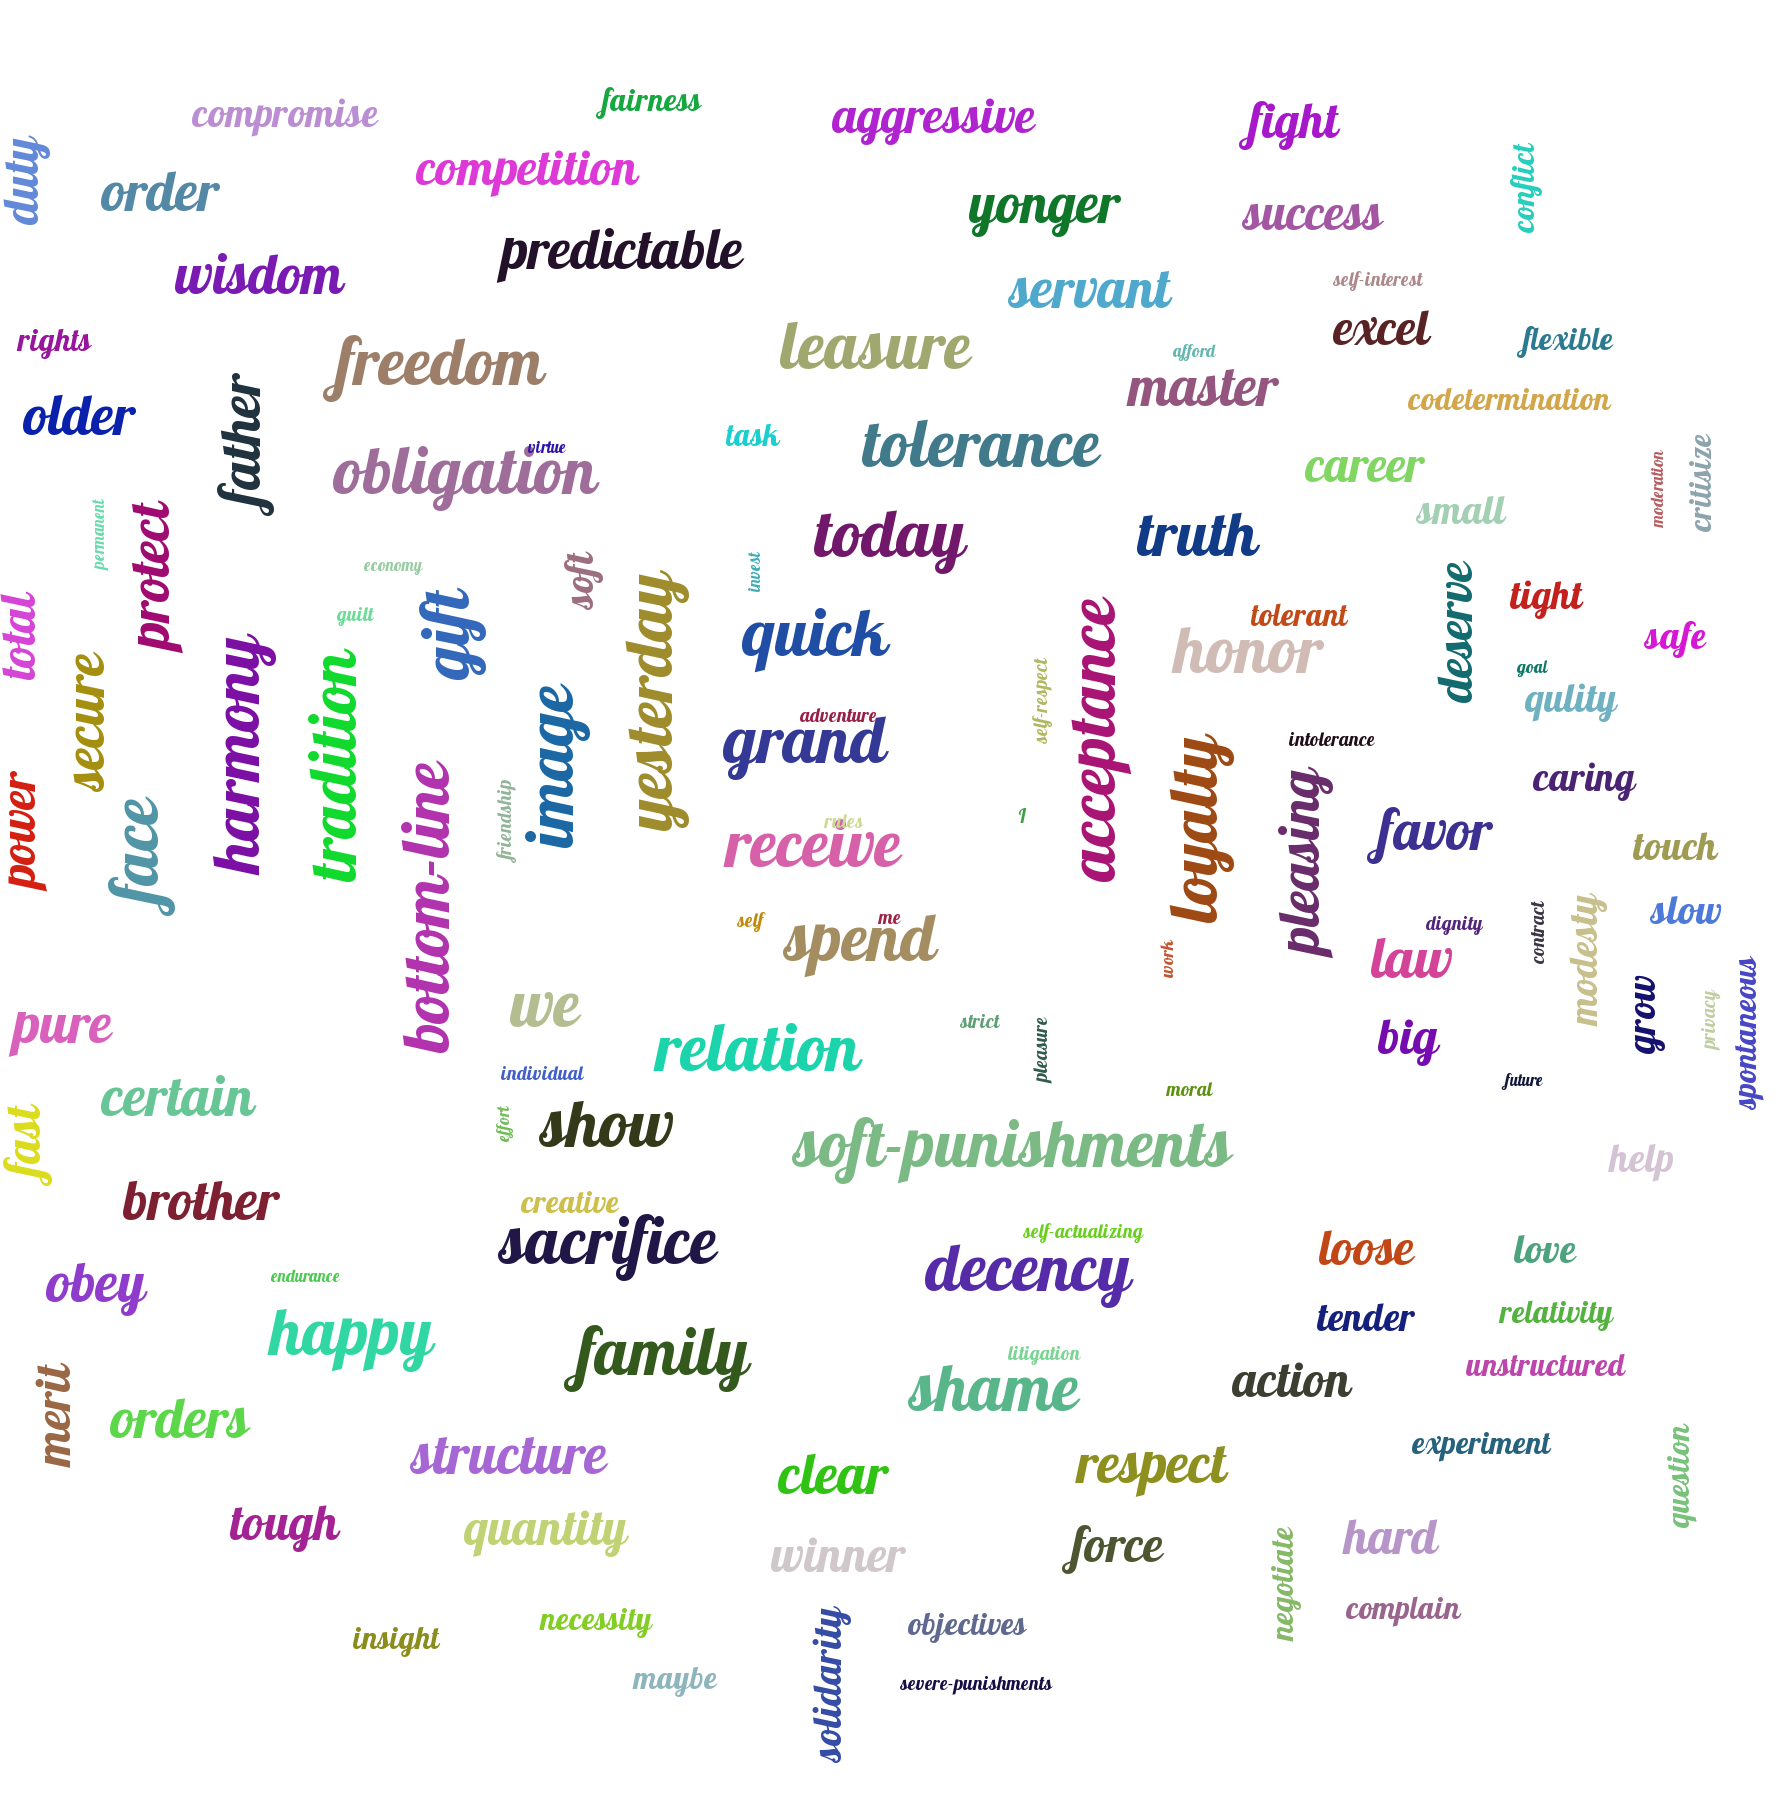 compromise
fairness
aggressive
fight
duty
order
competition
yonger
success
conflict
wisdom
predictable
servant
self-interest
rights
freedom
leasure
afford
excel
flexible
older
father
master
codetermination
obligation
virtue
task
tolerance
career
critisize
moderation
small
permanent
protect
today
truth
economy
soft
invest
total
guilt
gift
yesterday
quick
acceptance
tolerant
honor
deserve
tight
safe
goal
secure
harmony
tradition
image
self-respect
qulity
adventure
grand
intolerance
power
face
bottom-line
friendship
rules
receive
I
loyalty
pleasing
caring
favor
touch
self
me
spend
work
dignity
law
contract
modesty
slow
we
grow
privacy
spontaneous
pure
relation
strict
pleasure
big
individual
future
certain
moral
fast
effort
show
soft-punishments
help
brother
creative
sacrifice
self-actualizing
decency
loose
love
obey
endurance
happy
tender
relativity
family
litigation
shame
action
unstructured
merit
orders
structure
clear
respect
experiment
question
tough
quantity
winner
force
negotiate
hard
complain
insight
necessity
solidarity
objectives
maybe
severe-punishments